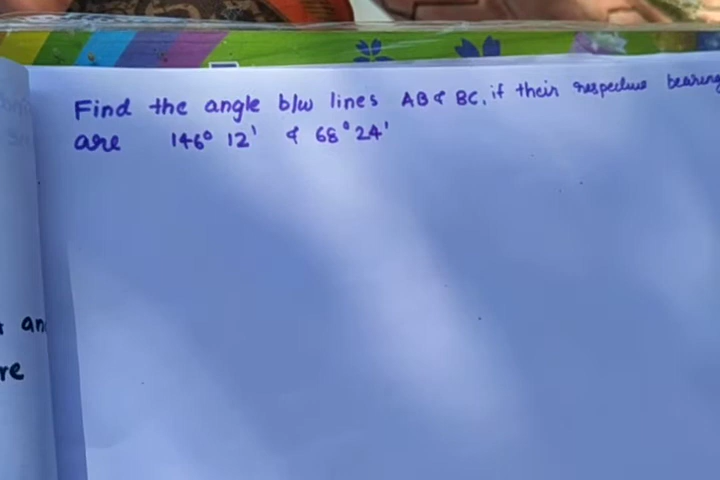 Find the angle b/w lines AB & BC, if their respective bearing
are 146° 12' & 68° 24'
an
re